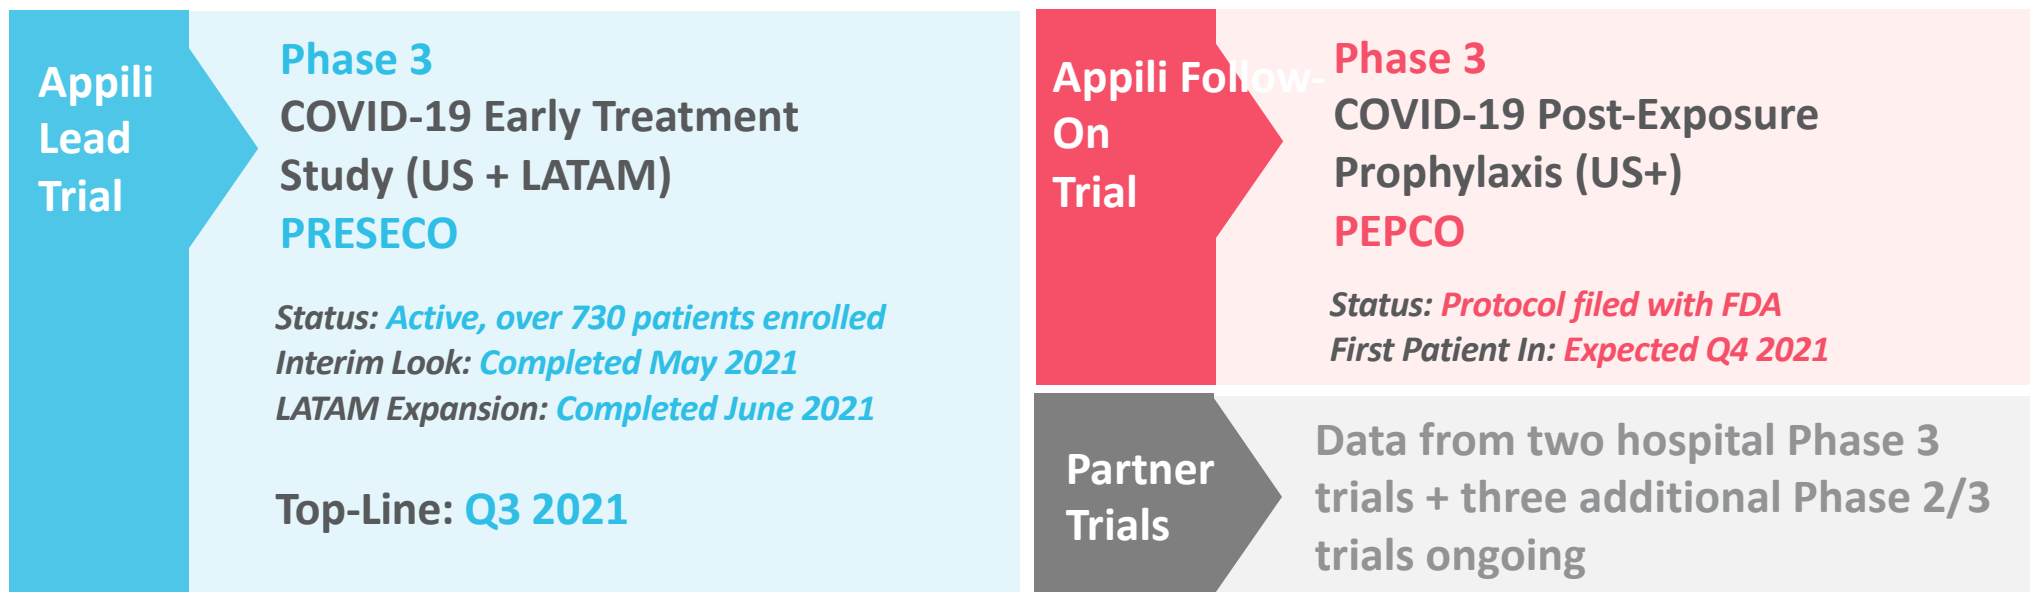 Appili
Lead
Trial
Phase 3
COVID-19 Early Treatment
Study (US + LATAM)
PRESECO
Status: Active, over 730 patients enrolled
Interim Look: Completed May 2021
LATAM Expansion: Completed June 2021
Top-Line: Q3 2021
Appili Follow-
On
Trial
Phase 3
COVID-19 Post-Exposure
Prophylaxis (US+)
PEPCO
Status: Protocol filed with FDA
First Patient In: Expected Q4 2021
Partner
Trials
Data from two hospital Phase 3
trials + three additional Phase 2/3
trials ongoing